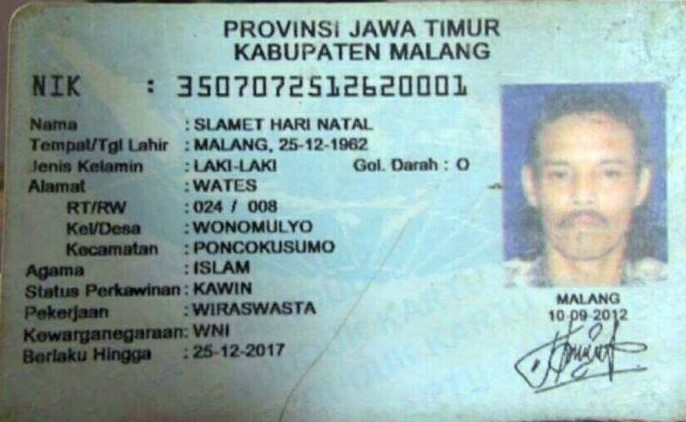 PROVINSI JAWA TIMUR
KABUPATEN MALANG
NIK : 3507072512620001
Nama : SLAMET HARI NATAL
Tempat/Tgl Lahir : MALANG, 25-12-1962
Jenis Kelamin : LAKI-LAKI Gol. Darah : O
Alamat : WATES
RT/RW : 024 / 008
Kel/Desa : WONOMULYO
Kecamatan : PONCOKUSUMO
Agama : ISLAM
Status Perkawinan : KAWIN
Pekerjaan : WIRASWASTA
Kewarganegaraan : WNI
Berlaku Hingga : 25-12-2017
MALANG
10-09-2012